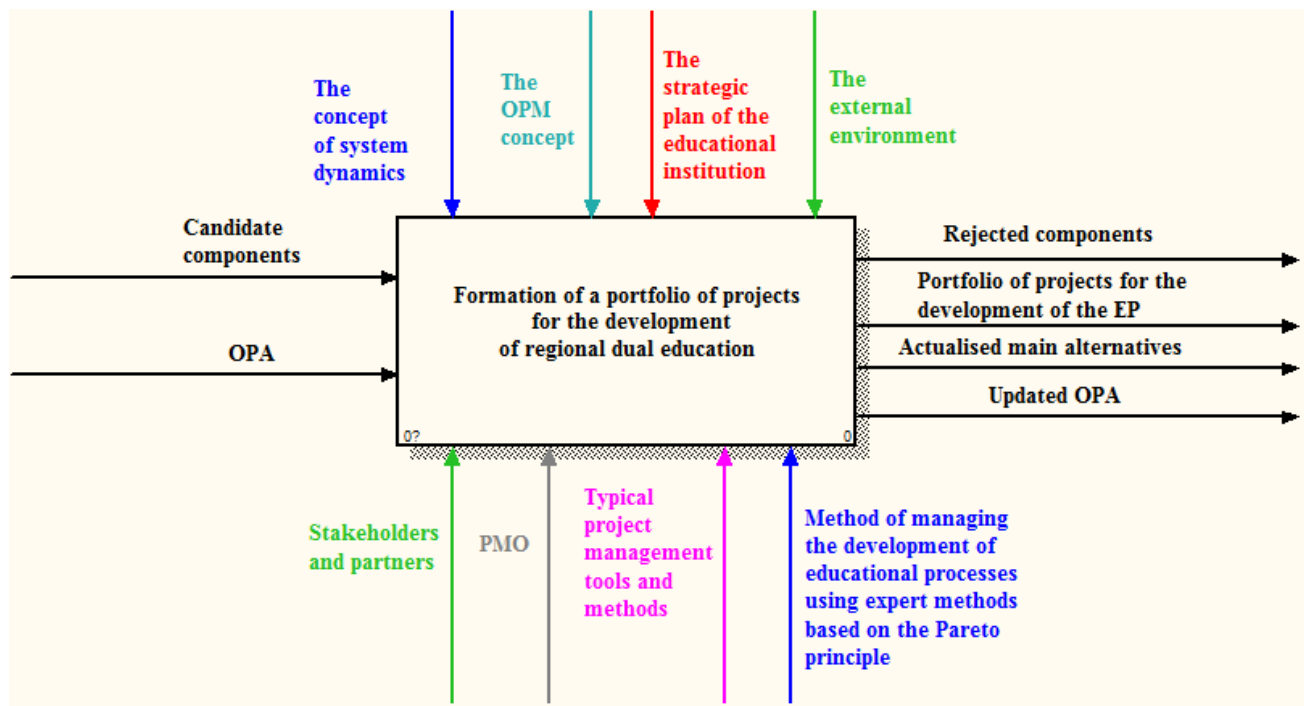 The
concept
of system
dynamics
The
OPM
concept
The
strategic
plan of the
educational
institution
The
external
environment
Candidate
components
OPA
Formation of a portfolio of projects
for the development
of regional dual education
0?
0
Rejected components
Portfolio of projects for the
development of the EP
Actualised main alternatives
Updated OPA
Stakeholders
and partners
PMO
Typical
project
management
tools and
methods
Method of managing
the development of
educational processes
using expert methods
based on the Pareto
principle